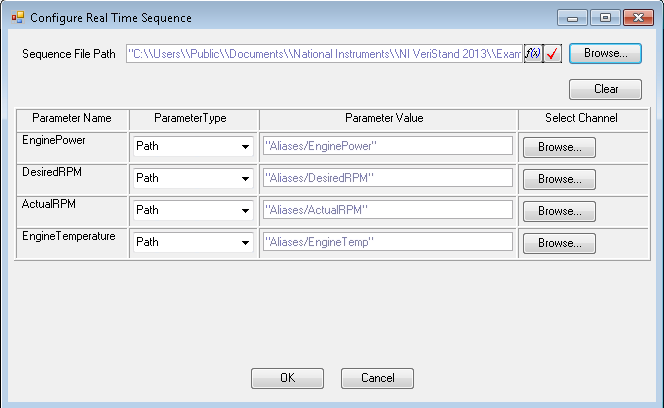 Configure Real Time Sequence
Sequence File Path "C:\\Users\\Public\\Documents\\National Instruments\\NI VeriStand 2013\\Exam f(x) Browse...
Clear
Parameter Name ParameterType Parameter Value Select Channel
EnginePower Path "Aliases/EnginePower" Browse...
DesiredRPM Path "Aliases/DesiredRPM" Browse...
ActualRPM Path "Aliases/ActualRPM" Browse...
EngineTemperature Path "Aliases/EngineTemp" Browse...
OK Cancel